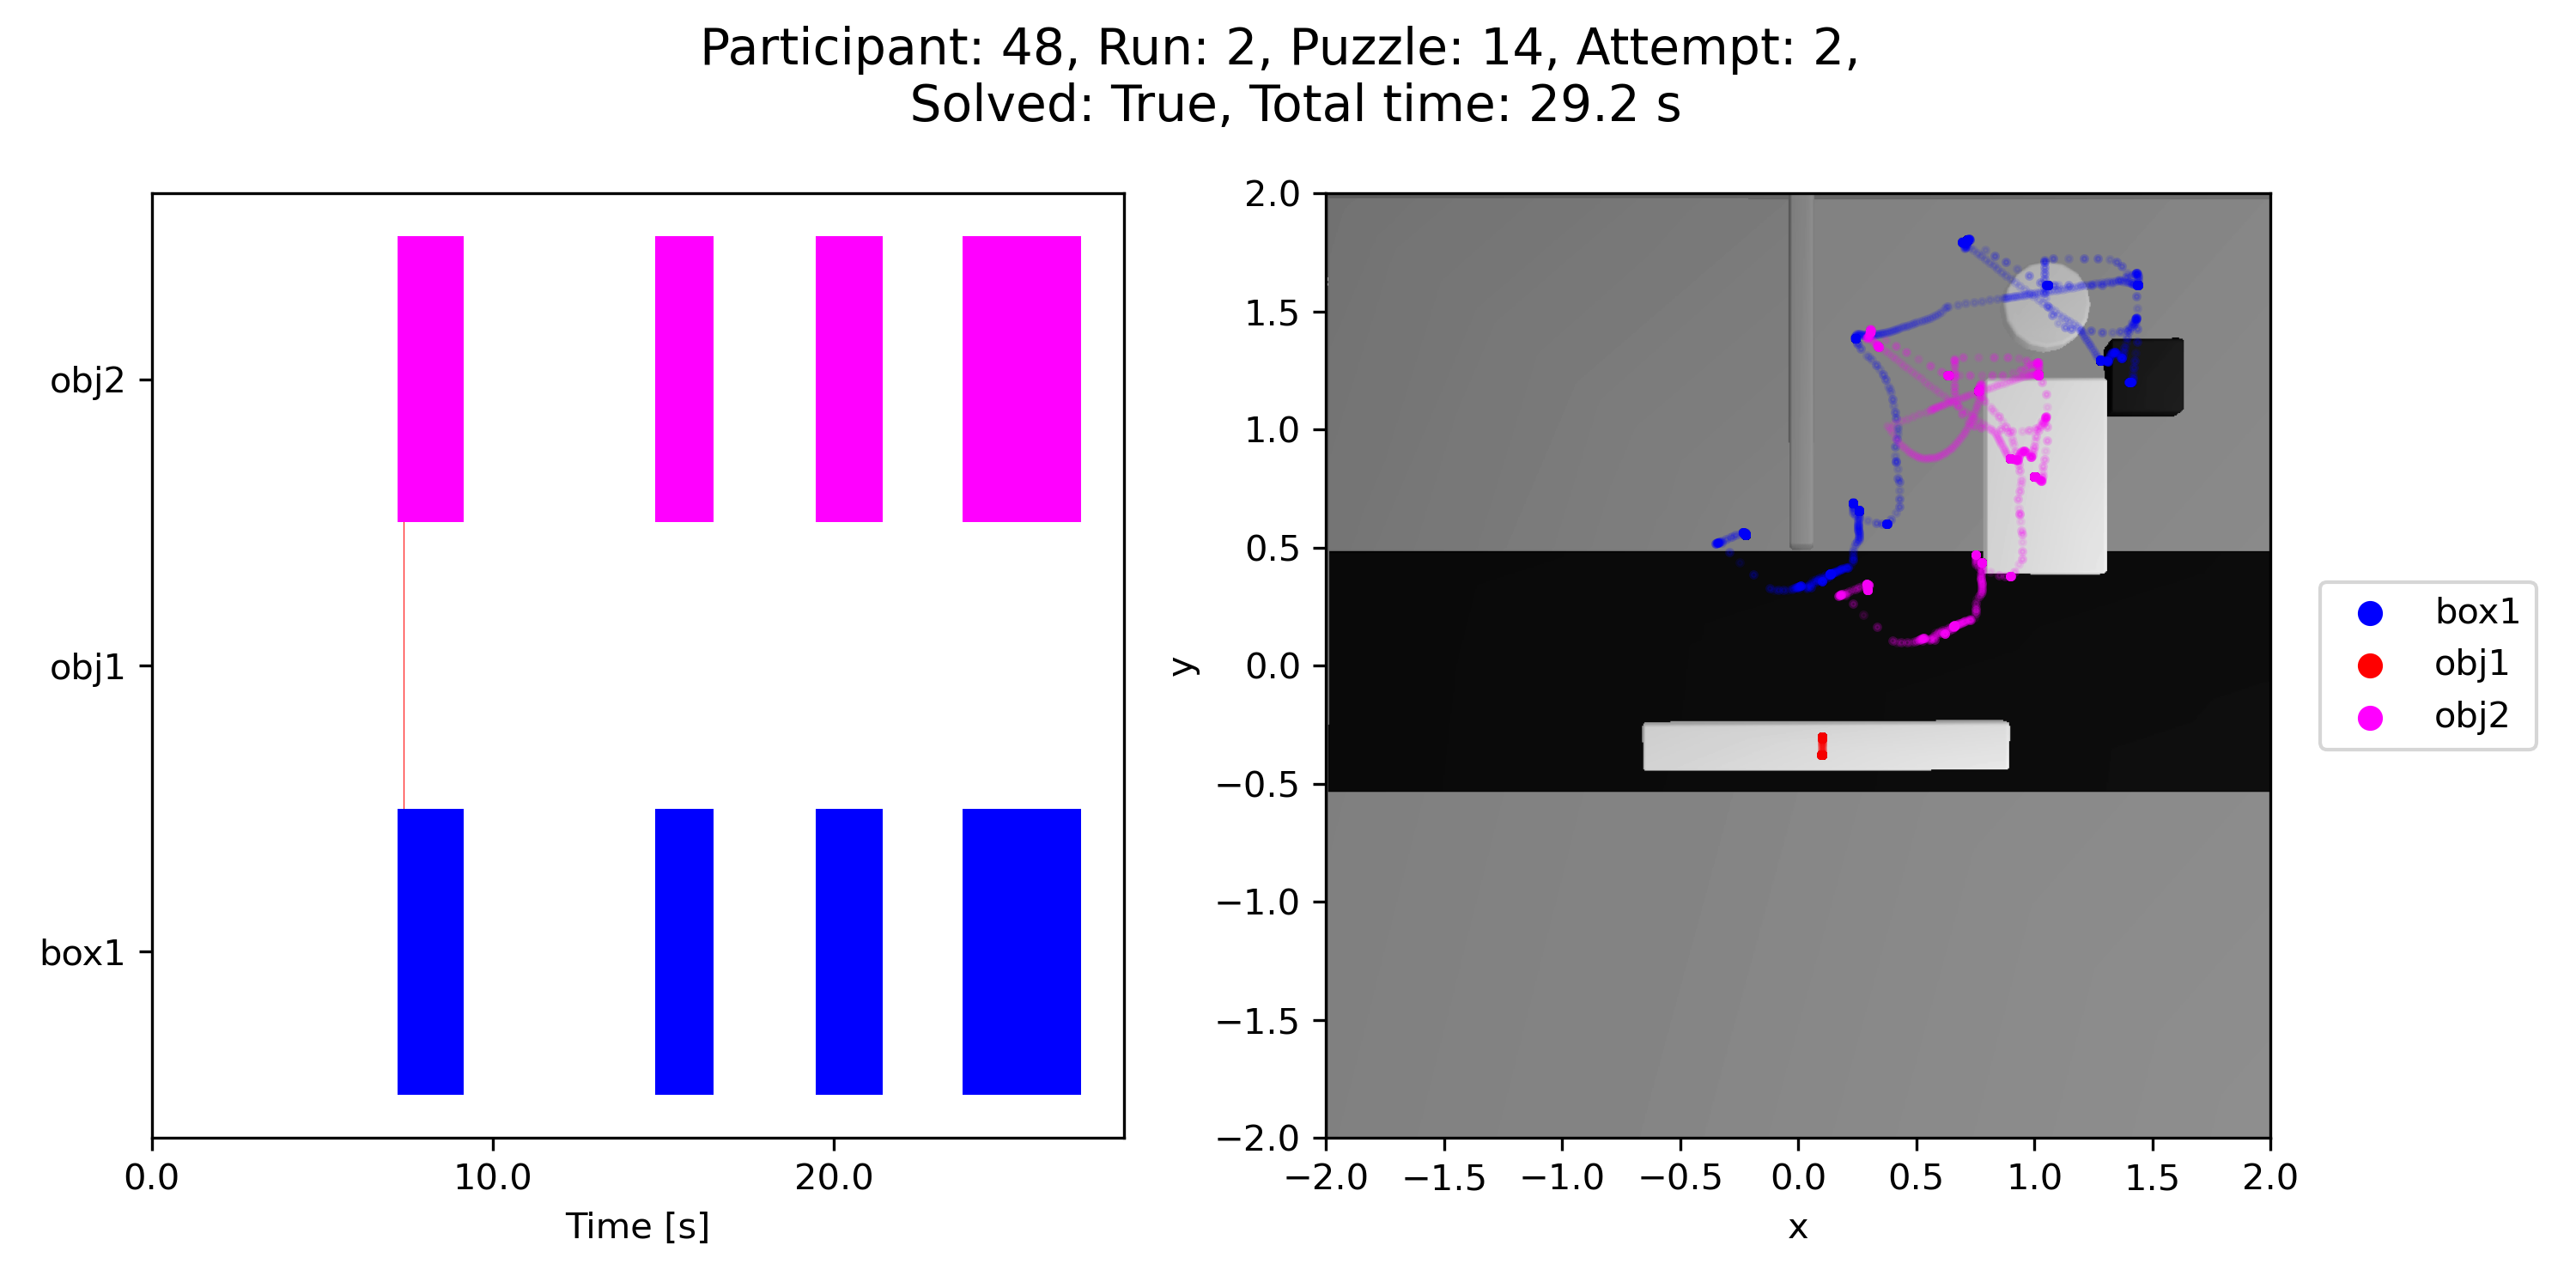 Participant: 48, Run: 2, Puzzle: 14, Attempt: 2,
Solved: True, Total time: 29.2 s
obj2
obj1
box1
0.0
10.0
20.0
Time [s]
2.0
1.5
1.0
0.5
0.0
−0.5
−1.0
−1.5
−2.0
y
−2.0
−1.5
−1.0
−0.5
0.0
0.5
1.0
1.5
2.0
x
box1
obj1
obj2